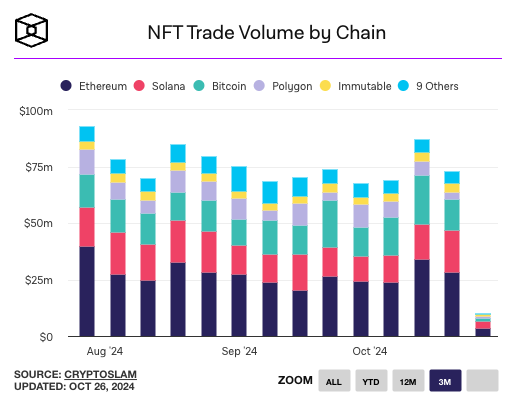 NFT Trade Volume by Chain
Ethereum Solana Bitcoin Polygon Immutable 9 Others
$100m
$75m
$50m
$25m
$0
Aug '24 Sep '24 Oct '24
SOURCE: CRYPTOSLAM
UPDATED: OCT 26, 2024
ZOOM ALL YTD 12M 3M